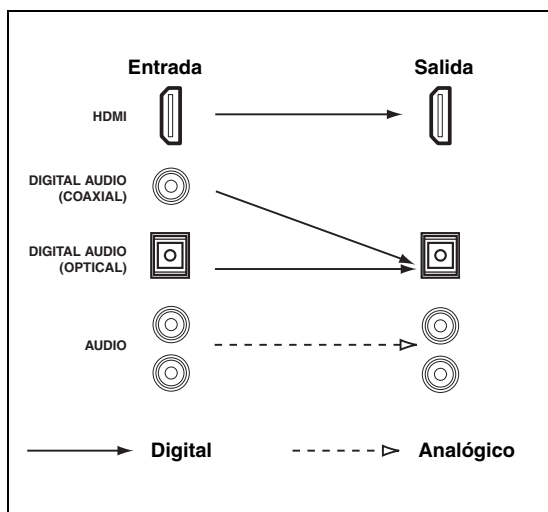 Entrada Salida
HDMI
DIGITAL AUDIO
(COAXIAL)
DIGITAL AUDIO
(OPTICAL)
AUDIO
Digital Analógico